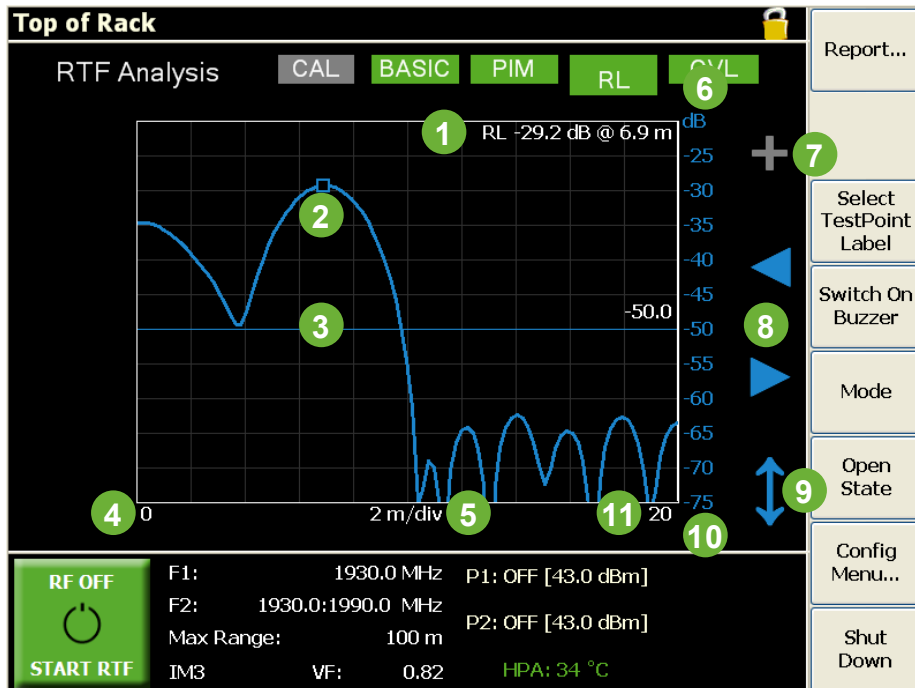 Top of Rack
RTF Analysis
CAL
BASIC
PIM
RL
6
dB
1
RL -29.2 dB @ 6.9 m
-25
7
-30
2
-35
-40
-45
-50.0
3
-50
8
-55
-60
-65
-70
9
-75
4
0
2 m/div
5
11
20
10
RF OFF
START RTF
F1:
1930.0 MHz
P1: OFF [43.0 dBm]
F2:
1930.0:1990.0 MHz
P2: OFF [43.0 dBm]
Max Range:
100 m
IM3
VF:
0.82
HPA: 34 °C
Report...
Select
TestPoint
Label
Switch On
Buzzer
Mode
Open
State
Config
Menu...
Shut
Down